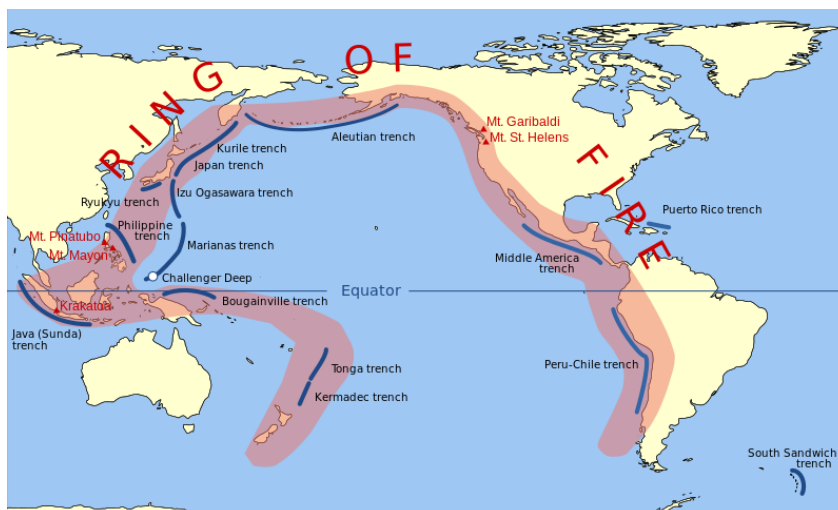 RING OF FIRE
Mt. Garibaldi
Mt. St. Helens
Aleutian trench
Kurile trench
Japan trench
Izu Ogasawara trench
Ryukyu trench
Philippine
trench
Mt. Pinatubo
Mt. Mayon
Marianas trench
Challenger Deep
Puerto Rico trench
Middle America
trench
Equator
Bougainville trench
Krakatoa
Java (Sunda)
trench
Tonga trench
Kermadec trench
Peru-Chile trench
South Sandwich
trench